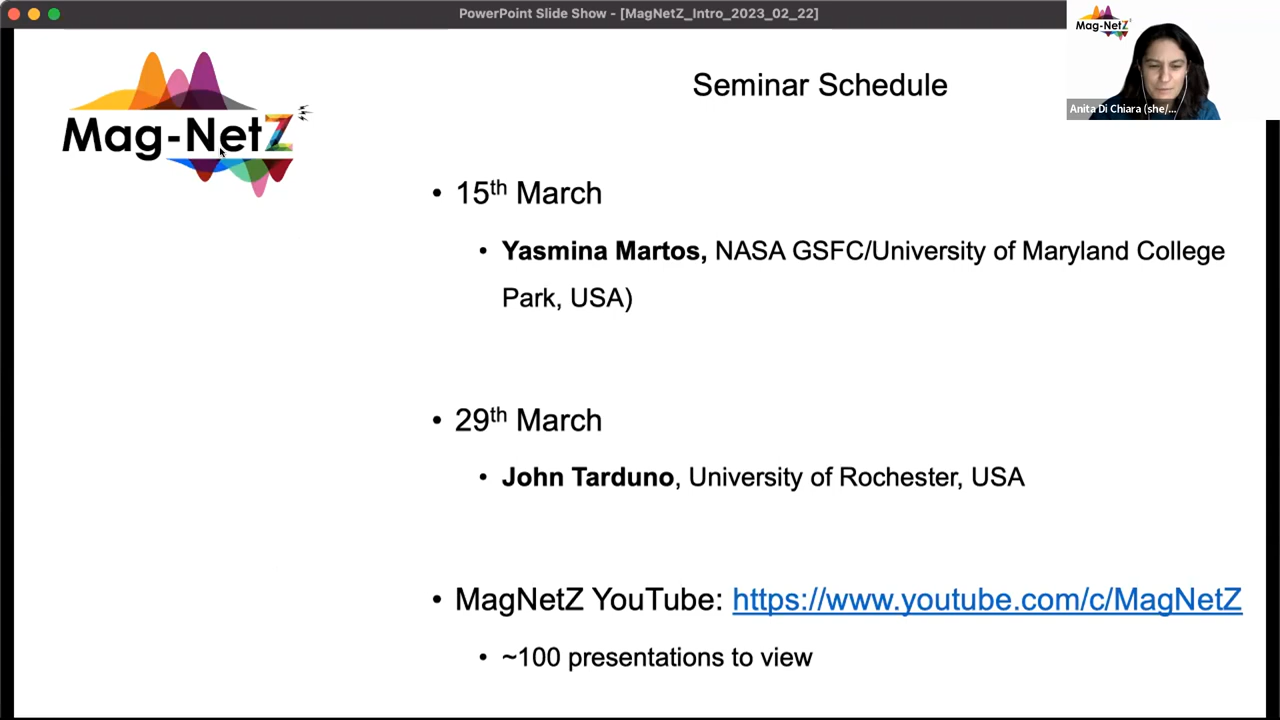 PowerPoint Slide Show - [MagNetZ_Intro_2023_02_22]
Mag-NetZ
Anita Di Chiara (she/...
Mag-NetZ
Seminar Schedule
• 15th March
• Yasmina Martos, NASA GSFC/University of Maryland College
Park, USA)
• 29th March
• John Tarduno, University of Rochester, USA
• MagNetZ YouTube: https://www.youtube.com/c/MagNetZ
• ~100 presentations to view